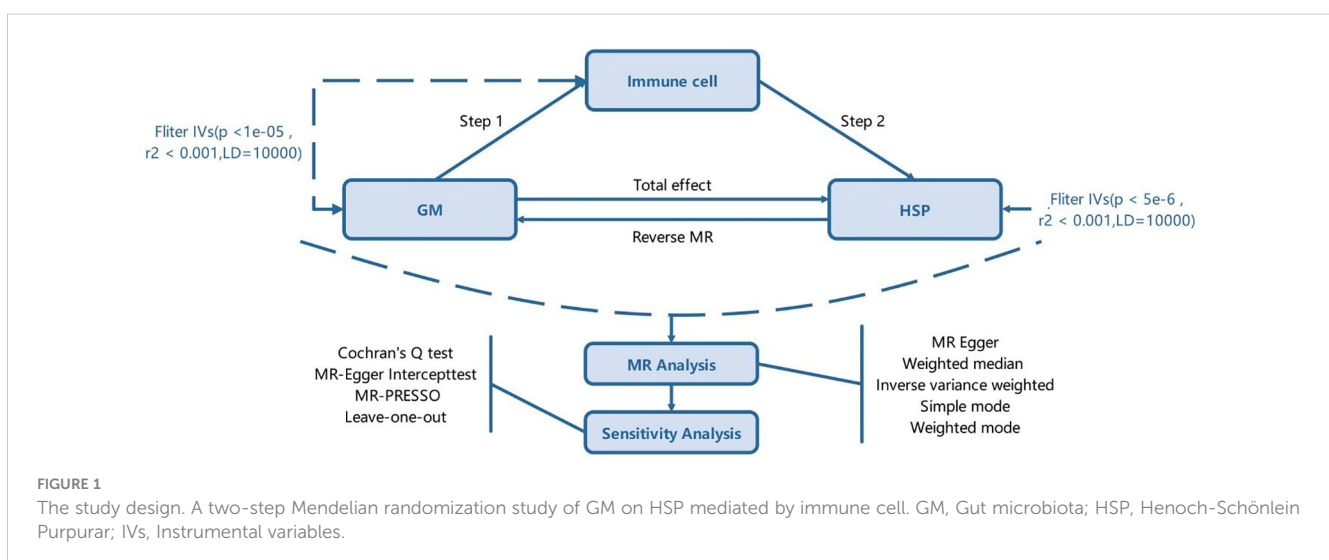 Immune cell
Step 1
Step 2
Fliter IVs(p <1e-05 ,
r2 < 0.001,LD=10000)
GM
Total effect
Reverse MR
HSP
Fliter IVs(p < 5e-6 ,
r2 < 0.001,LD=10000)
Cochran's Q test
MR-Egger Intercepttest
MR-PRESSO
Leave-one-out
MR Analysis
Sensitivity Analysis
MR Egger
Weighted median
Inverse variance weighted
Simple mode
Weighted mode
FIGURE 1
The study design. A two-step Mendelian randomization study of GM on HSP mediated by immune cell. GM, Gut microbiota; HSP, Henoch-Schönlein
Purpurar; IVs, Instrumental variables.